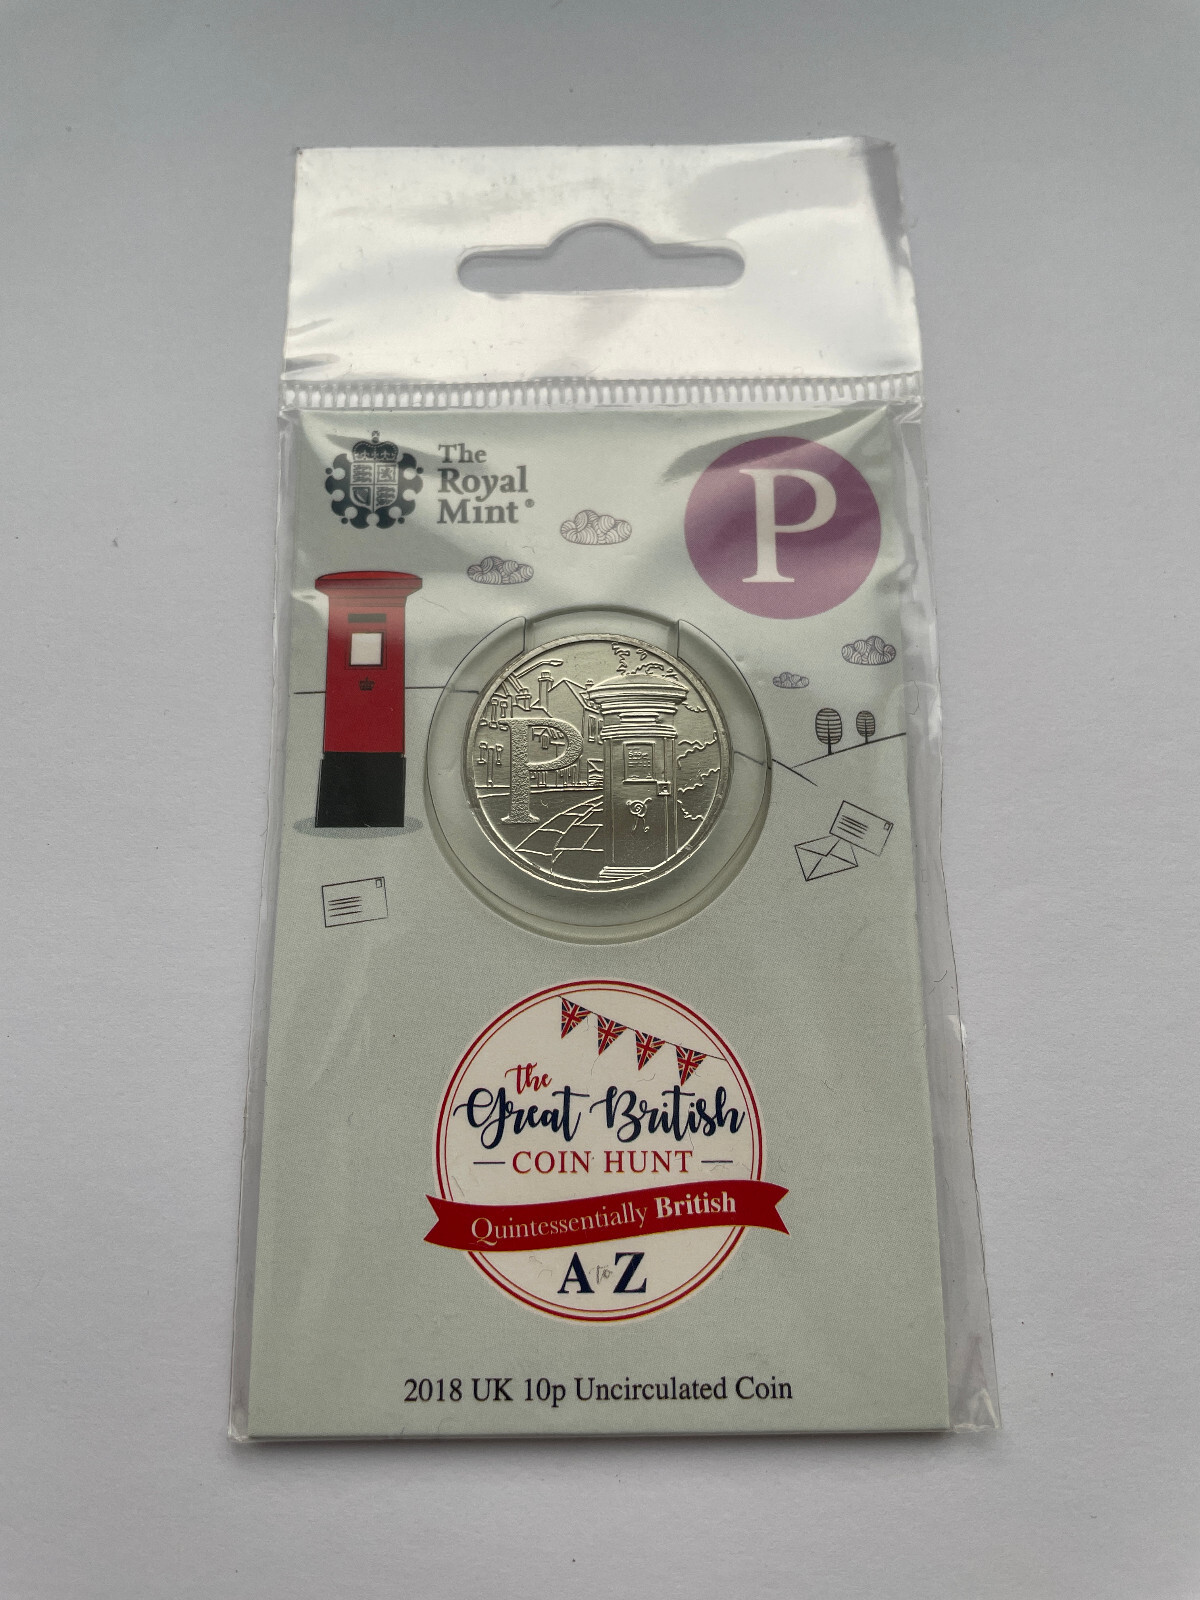 The
Royal
Mint®
P
P
the
Great British
COIN HUNT
Quintessentially British
A to Z
2018 UK 10p Uncirculated Coin